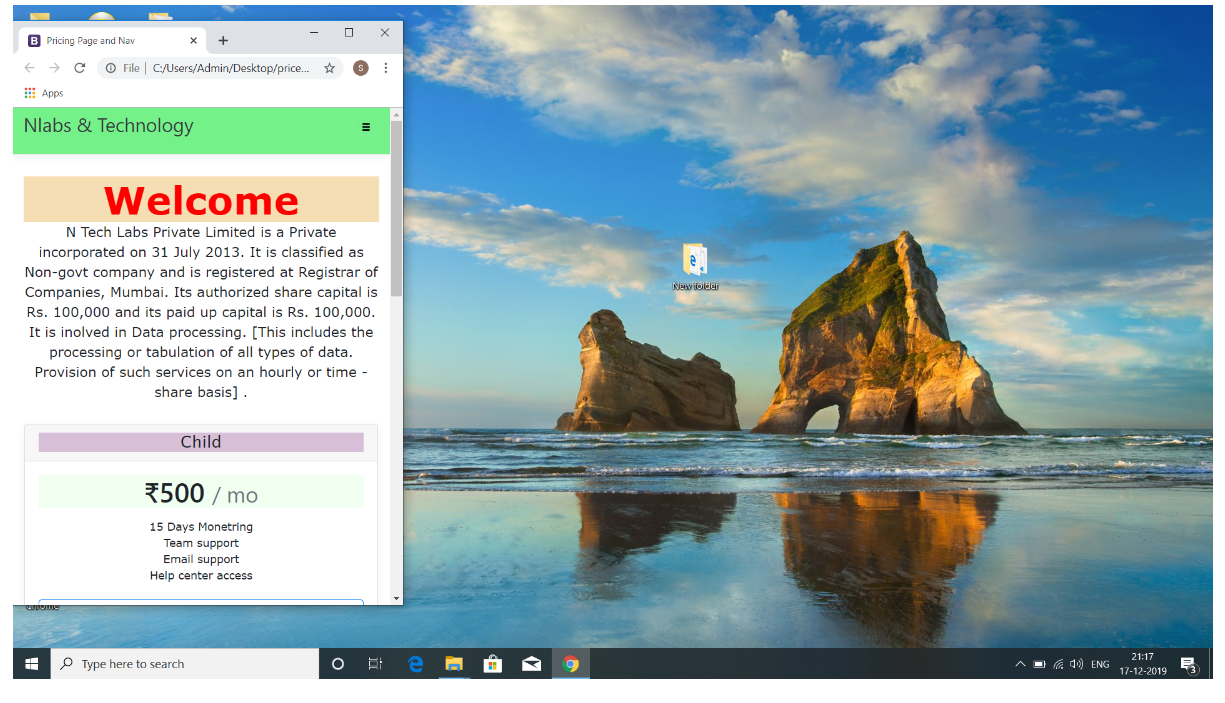 Pricing Page and Nav
File
C:/Users/Admin/Desktop/price...
S
Apps
Nlabs & Technology
Welcome
N Tech Labs Private Limited is a Private
incorporated on 31 July 2013. It is classified as
Non-govt company and is registered at Registrar of
Companies, Mumbai. Its authorized share capital is
Rs. 100,000 and its paid up capital is Rs. 100,000.
It is inolved in Data processing. [This includes the
processing or tabulation of all types of data.
Provision of such services on an hourly or time -
share basis] .
Child
₹500 / mo
15 Days Monetring
Team support
Email support
Help center access
chrome
New folder
Type here to search
ENG
21:17
17-12-2019
3